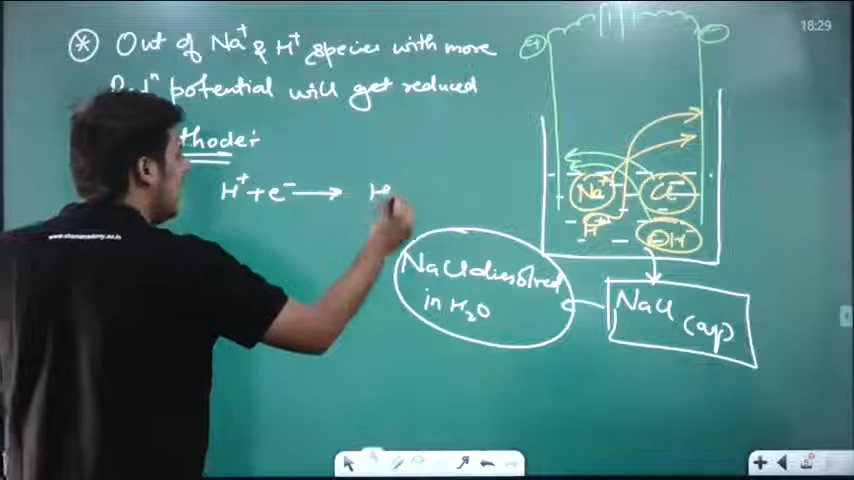 * Out of Na⁺ & H⁺ species with more
Redⁿ potential will get reduced
thode:
H⁺ + e⁻ → H
+
−
Na⁺
Cl⁻
H⁺
OH⁻
NaCl dissolved
in H₂O
NaCl (aq)
18:29